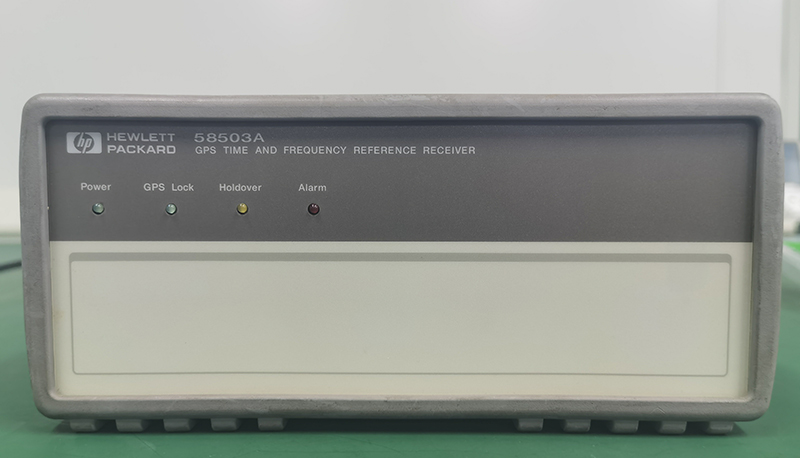 hp HEWLETT PACKARD
58503A
GPS TIME AND FREQUENCY REFERENCE RECEIVER
Power GPS Lock Holdover Alarm